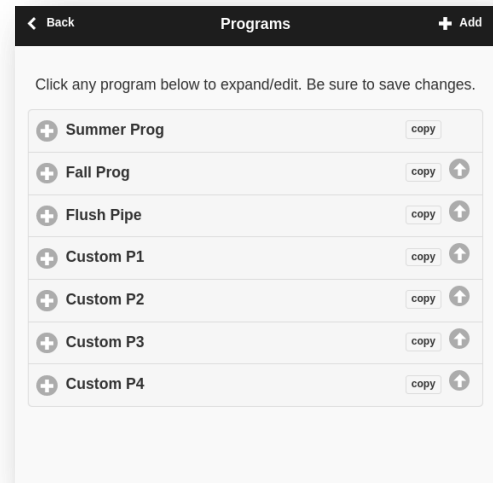 Back Programs Add
Click any program below to expand/edit. Be sure to save changes.
Summer Prog copy
Fall Prog copy
Flush Pipe copy
Custom P1 copy
Custom P2 copy
Custom P3 copy
Custom P4 copy